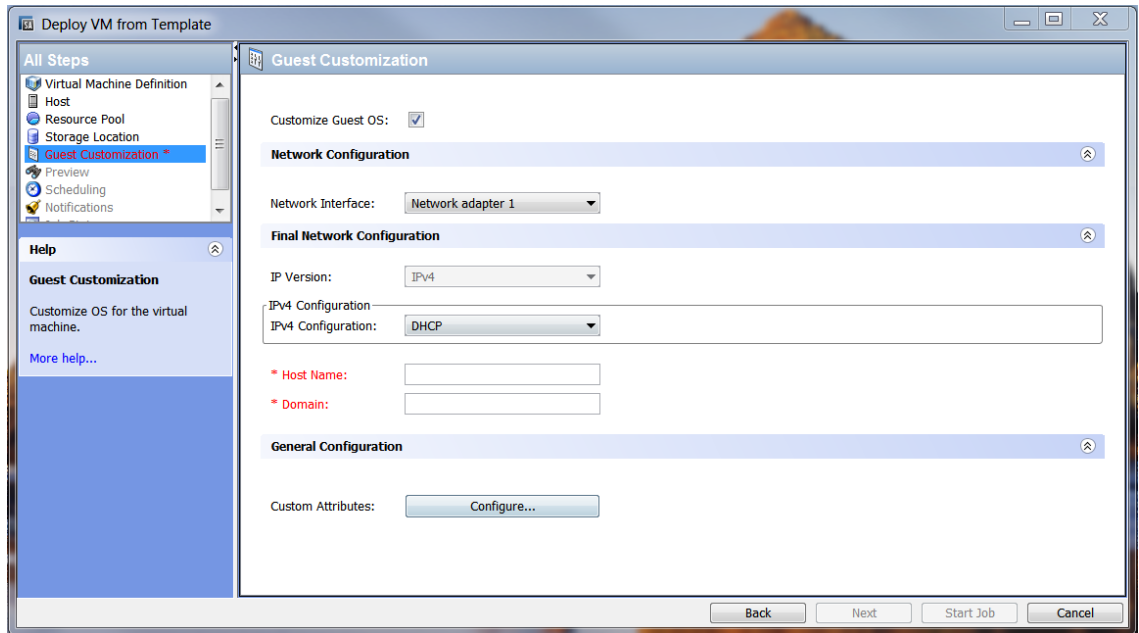 Deploy VM from Template
All Steps
Virtual Machine Definition
Host
Resource Pool
Storage Location
Guest Customization *
Preview
Scheduling
Notifications
Help
Guest Customization
Customize OS for the virtual
machine.
More help...
Guest Customization
Customize Guest OS:
Network Configuration
Network Interface: Network adapter 1
Final Network Configuration
IP Version: IPv4
IPv4 Configuration
IPv4 Configuration: DHCP
* Host Name:
* Domain:
General Configuration
Custom Attributes: Configure...
Back Next Start Job Cancel